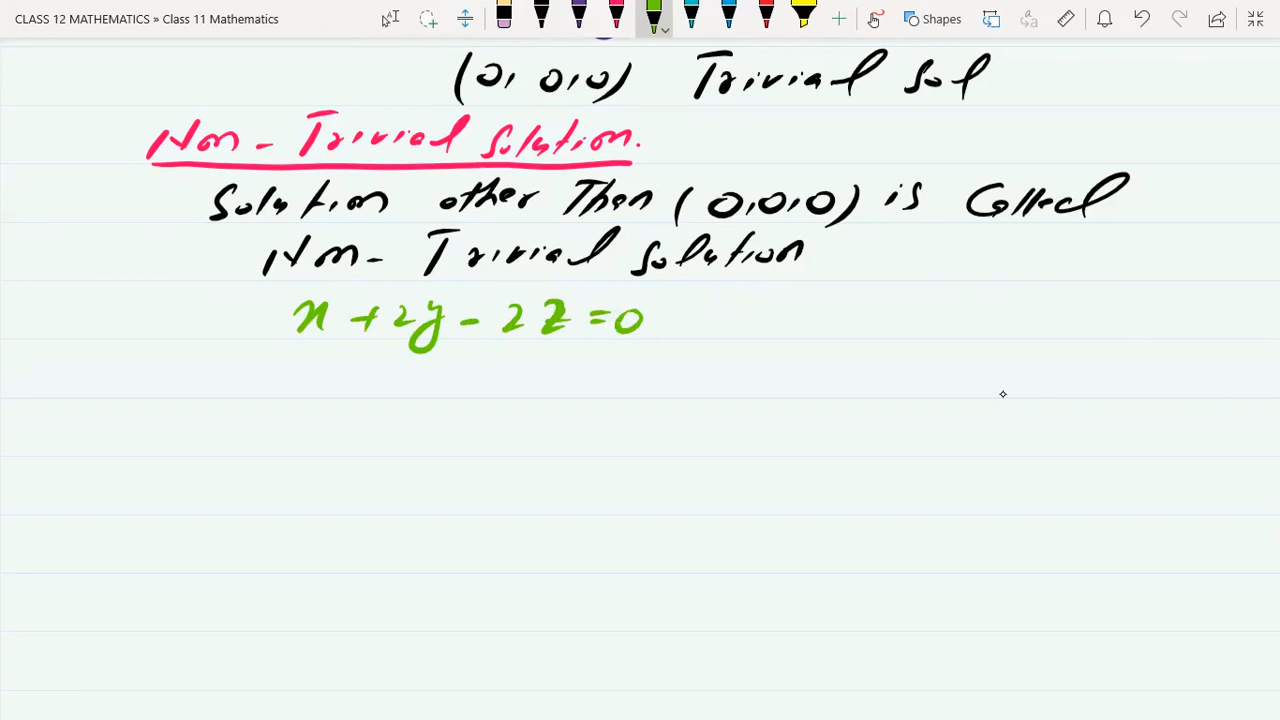 CLASS 12 MATHEMATICS » Class 11 Mathematics
Shapes
(0, 0,0) Trivial Sol
Non-Trivial Solution.
Solution other Than (0,0,0) is Called
Non-Trivial Solution
x + 2y - 2z = 0